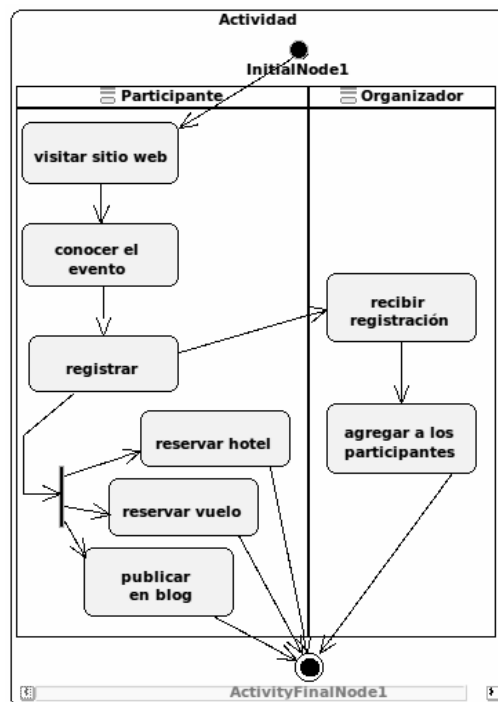 Actividad
InitialNode1
Participante
Organizador
visitar sitio web
conocer el
evento
recibir
registración
registrar
agregar a los
participantes
reservar hotel
reservar vuelo
publicar
en blog
ActivityFinalNode1